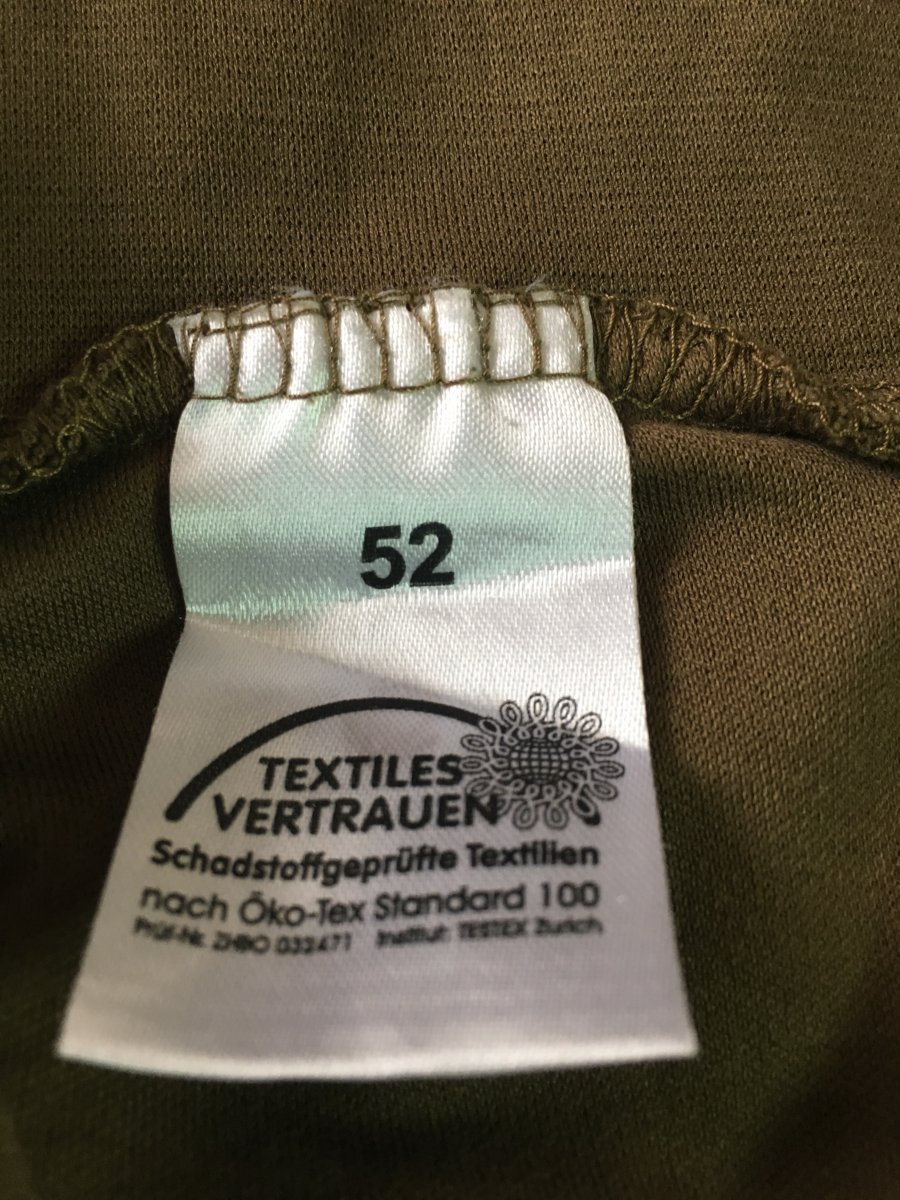 52
TEXTILES
VERTRAUEN
Schadstoffgeprüfte Textilien
nach Öko-Tex Standard 100
Prüf-Nr. ZHBO 032471 Institut: TESTEX Zürich